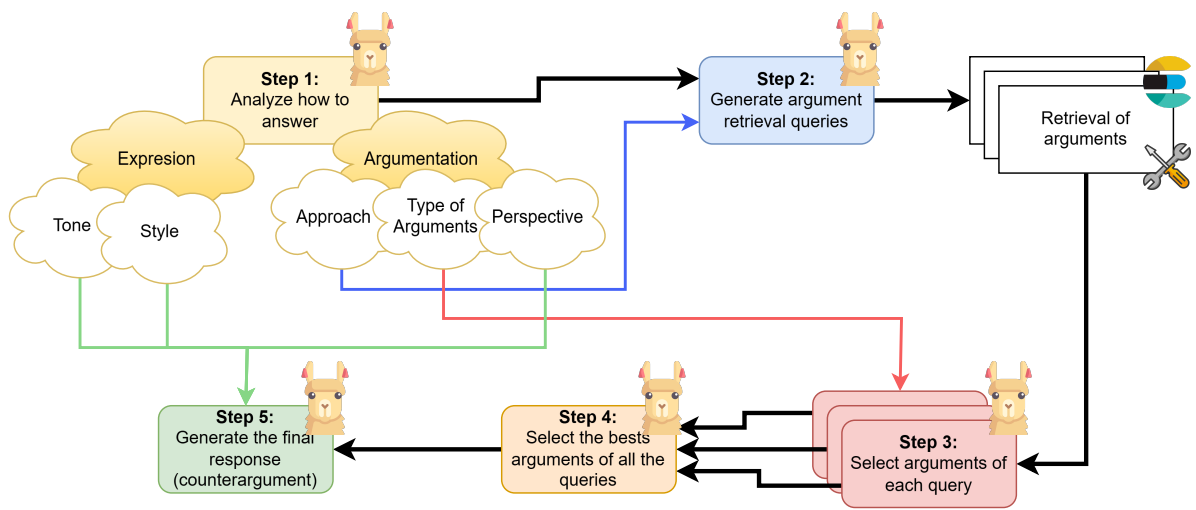 Step 1:
Analyze how to
answer
Step 2:
Generate argument
retrieval queries
Retrieval of
arguments
Expresion
Tone
Style
Argumentation
Approach
Type of
Arguments
Perspective
Step 3:
Select arguments of
each query
Step 4:
Select the bests
arguments of all the
queries
Step 5:
Generate the final
response
(counterargument)